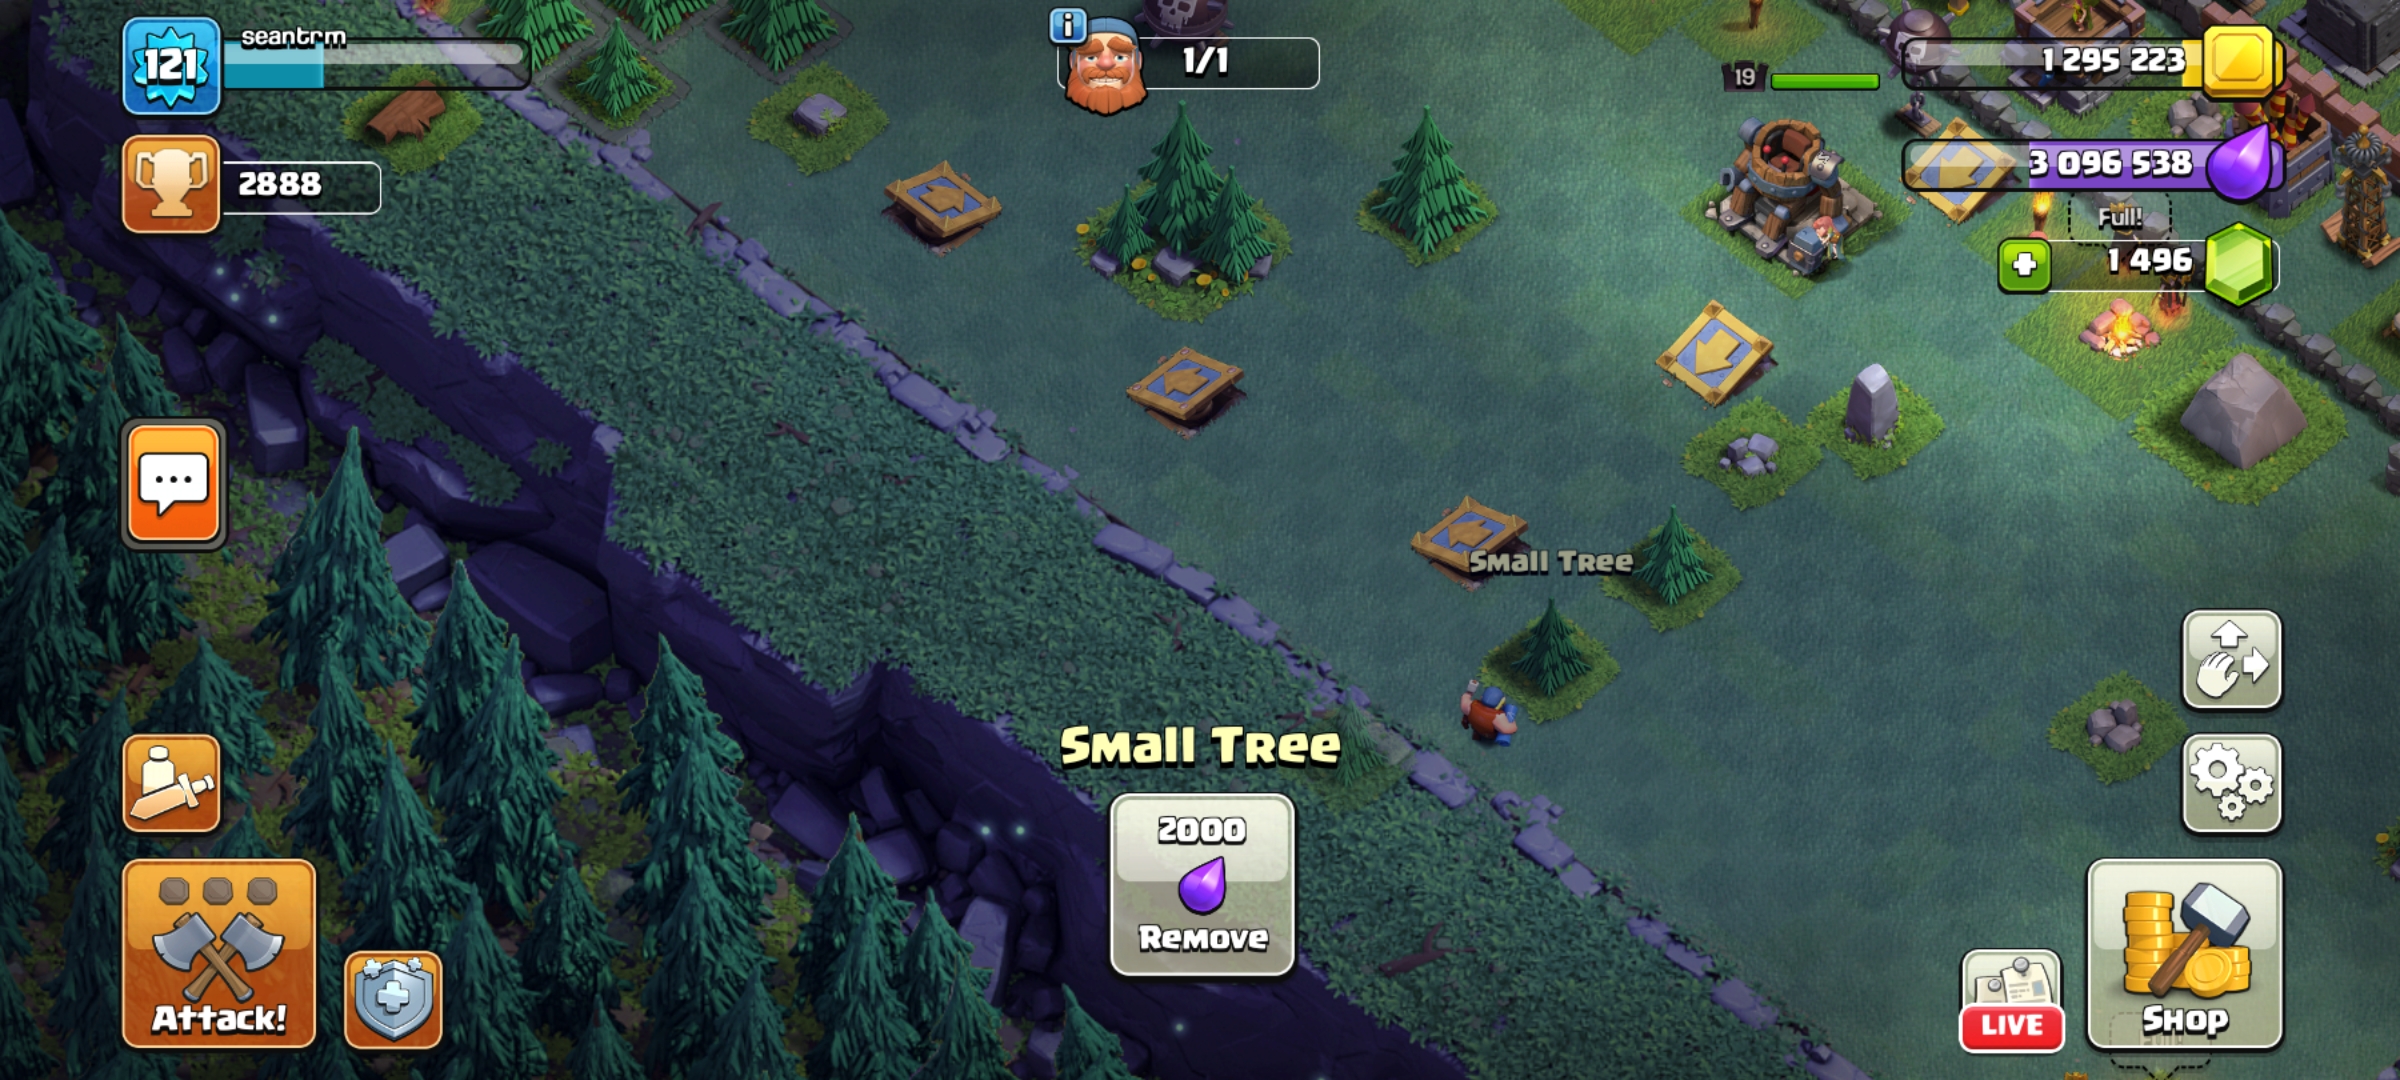 121
seantrm
1/1
19
1 295 223
2888
3 096 538
Full!
1 496
Small Tree
Small Tree
2000
Remove
Attack!
LIVE
Shop